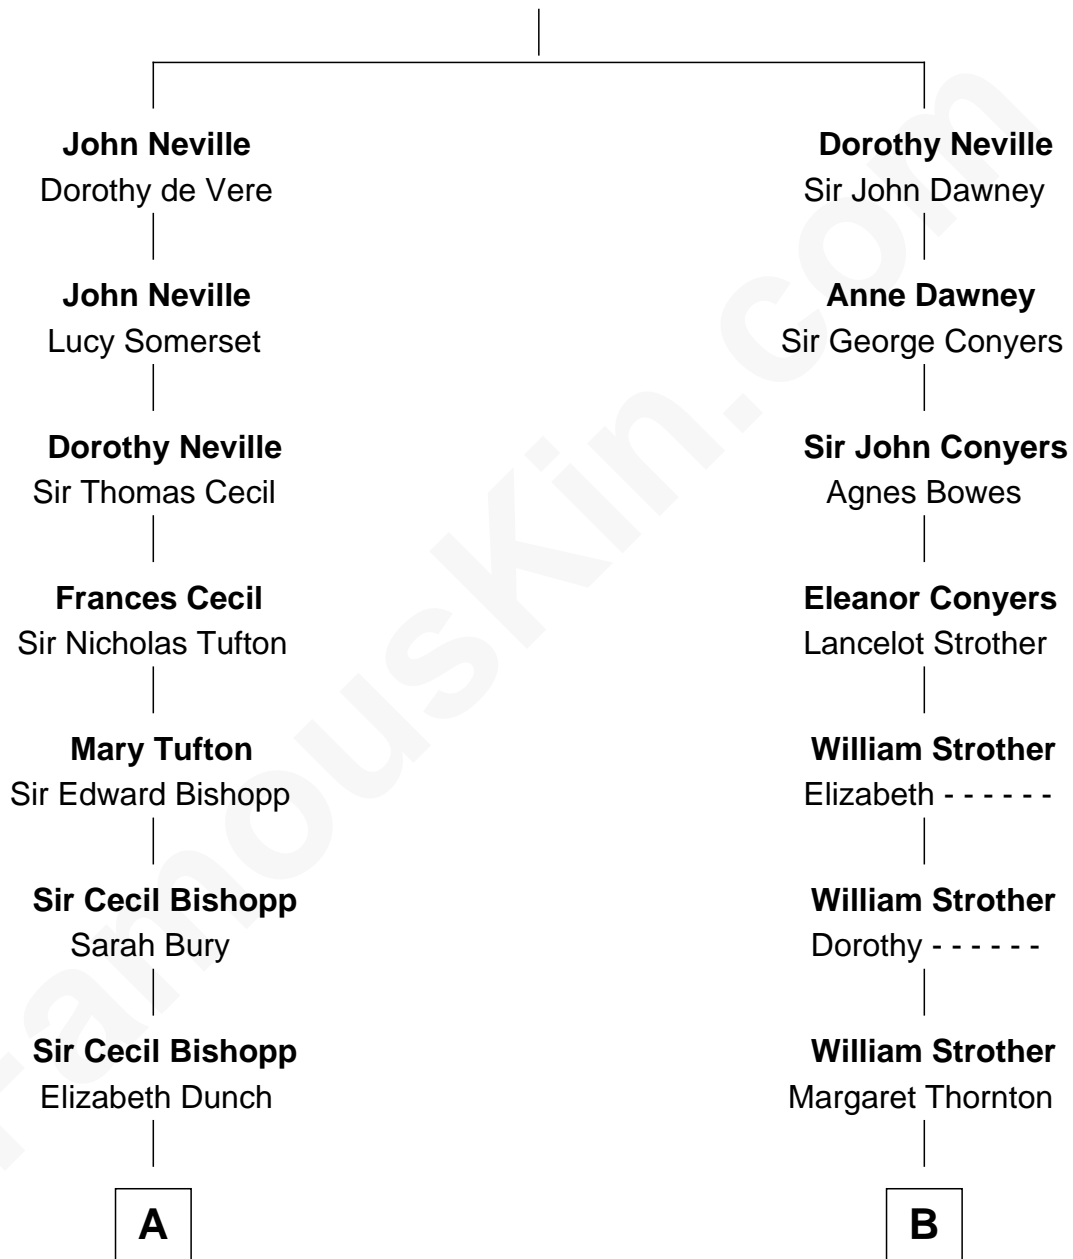 John Neville
Dorothy de Vere
John Neville
Lucy Somerset
Dorothy Neville
Sir Thomas Cecil
Frances Cecil
Sir Nicholas Tufton
Mary Tufton
Sir Edward Bishopp
Sir Cecil Bishopp
Sarah Bury
Sir Cecil Bishopp
Elizabeth Dunch
A
Dorothy Neville
Sir John Dawney
Anne Dawney
Sir George Conyers
Sir John Conyers
Agnes Bowes
Eleanor Conyers
Lancelot Strother
William Strother
Elizabeth - - - - - -
William Strother
Dorothy - - - - - -
William Strother
Margaret Thornton
B
FamousKin.com